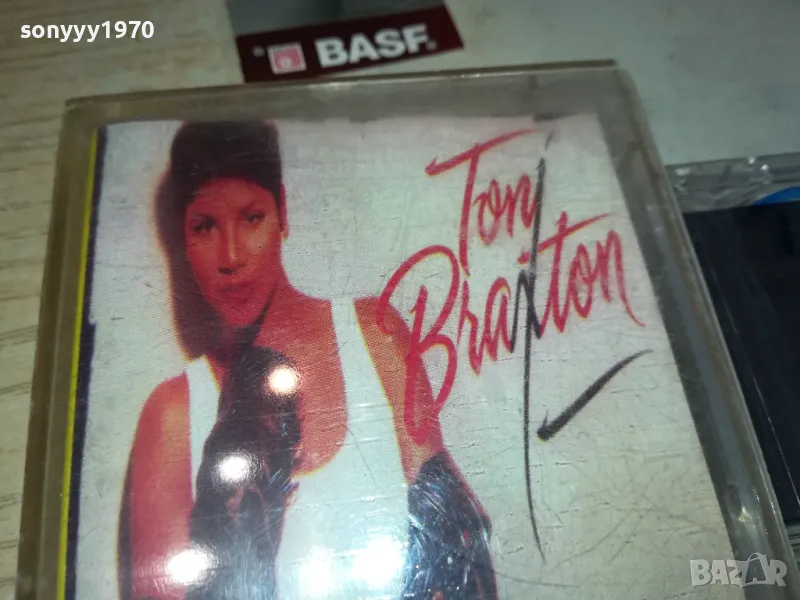 sonyyy1970
BASF
Toni
Braxton
BAZAR